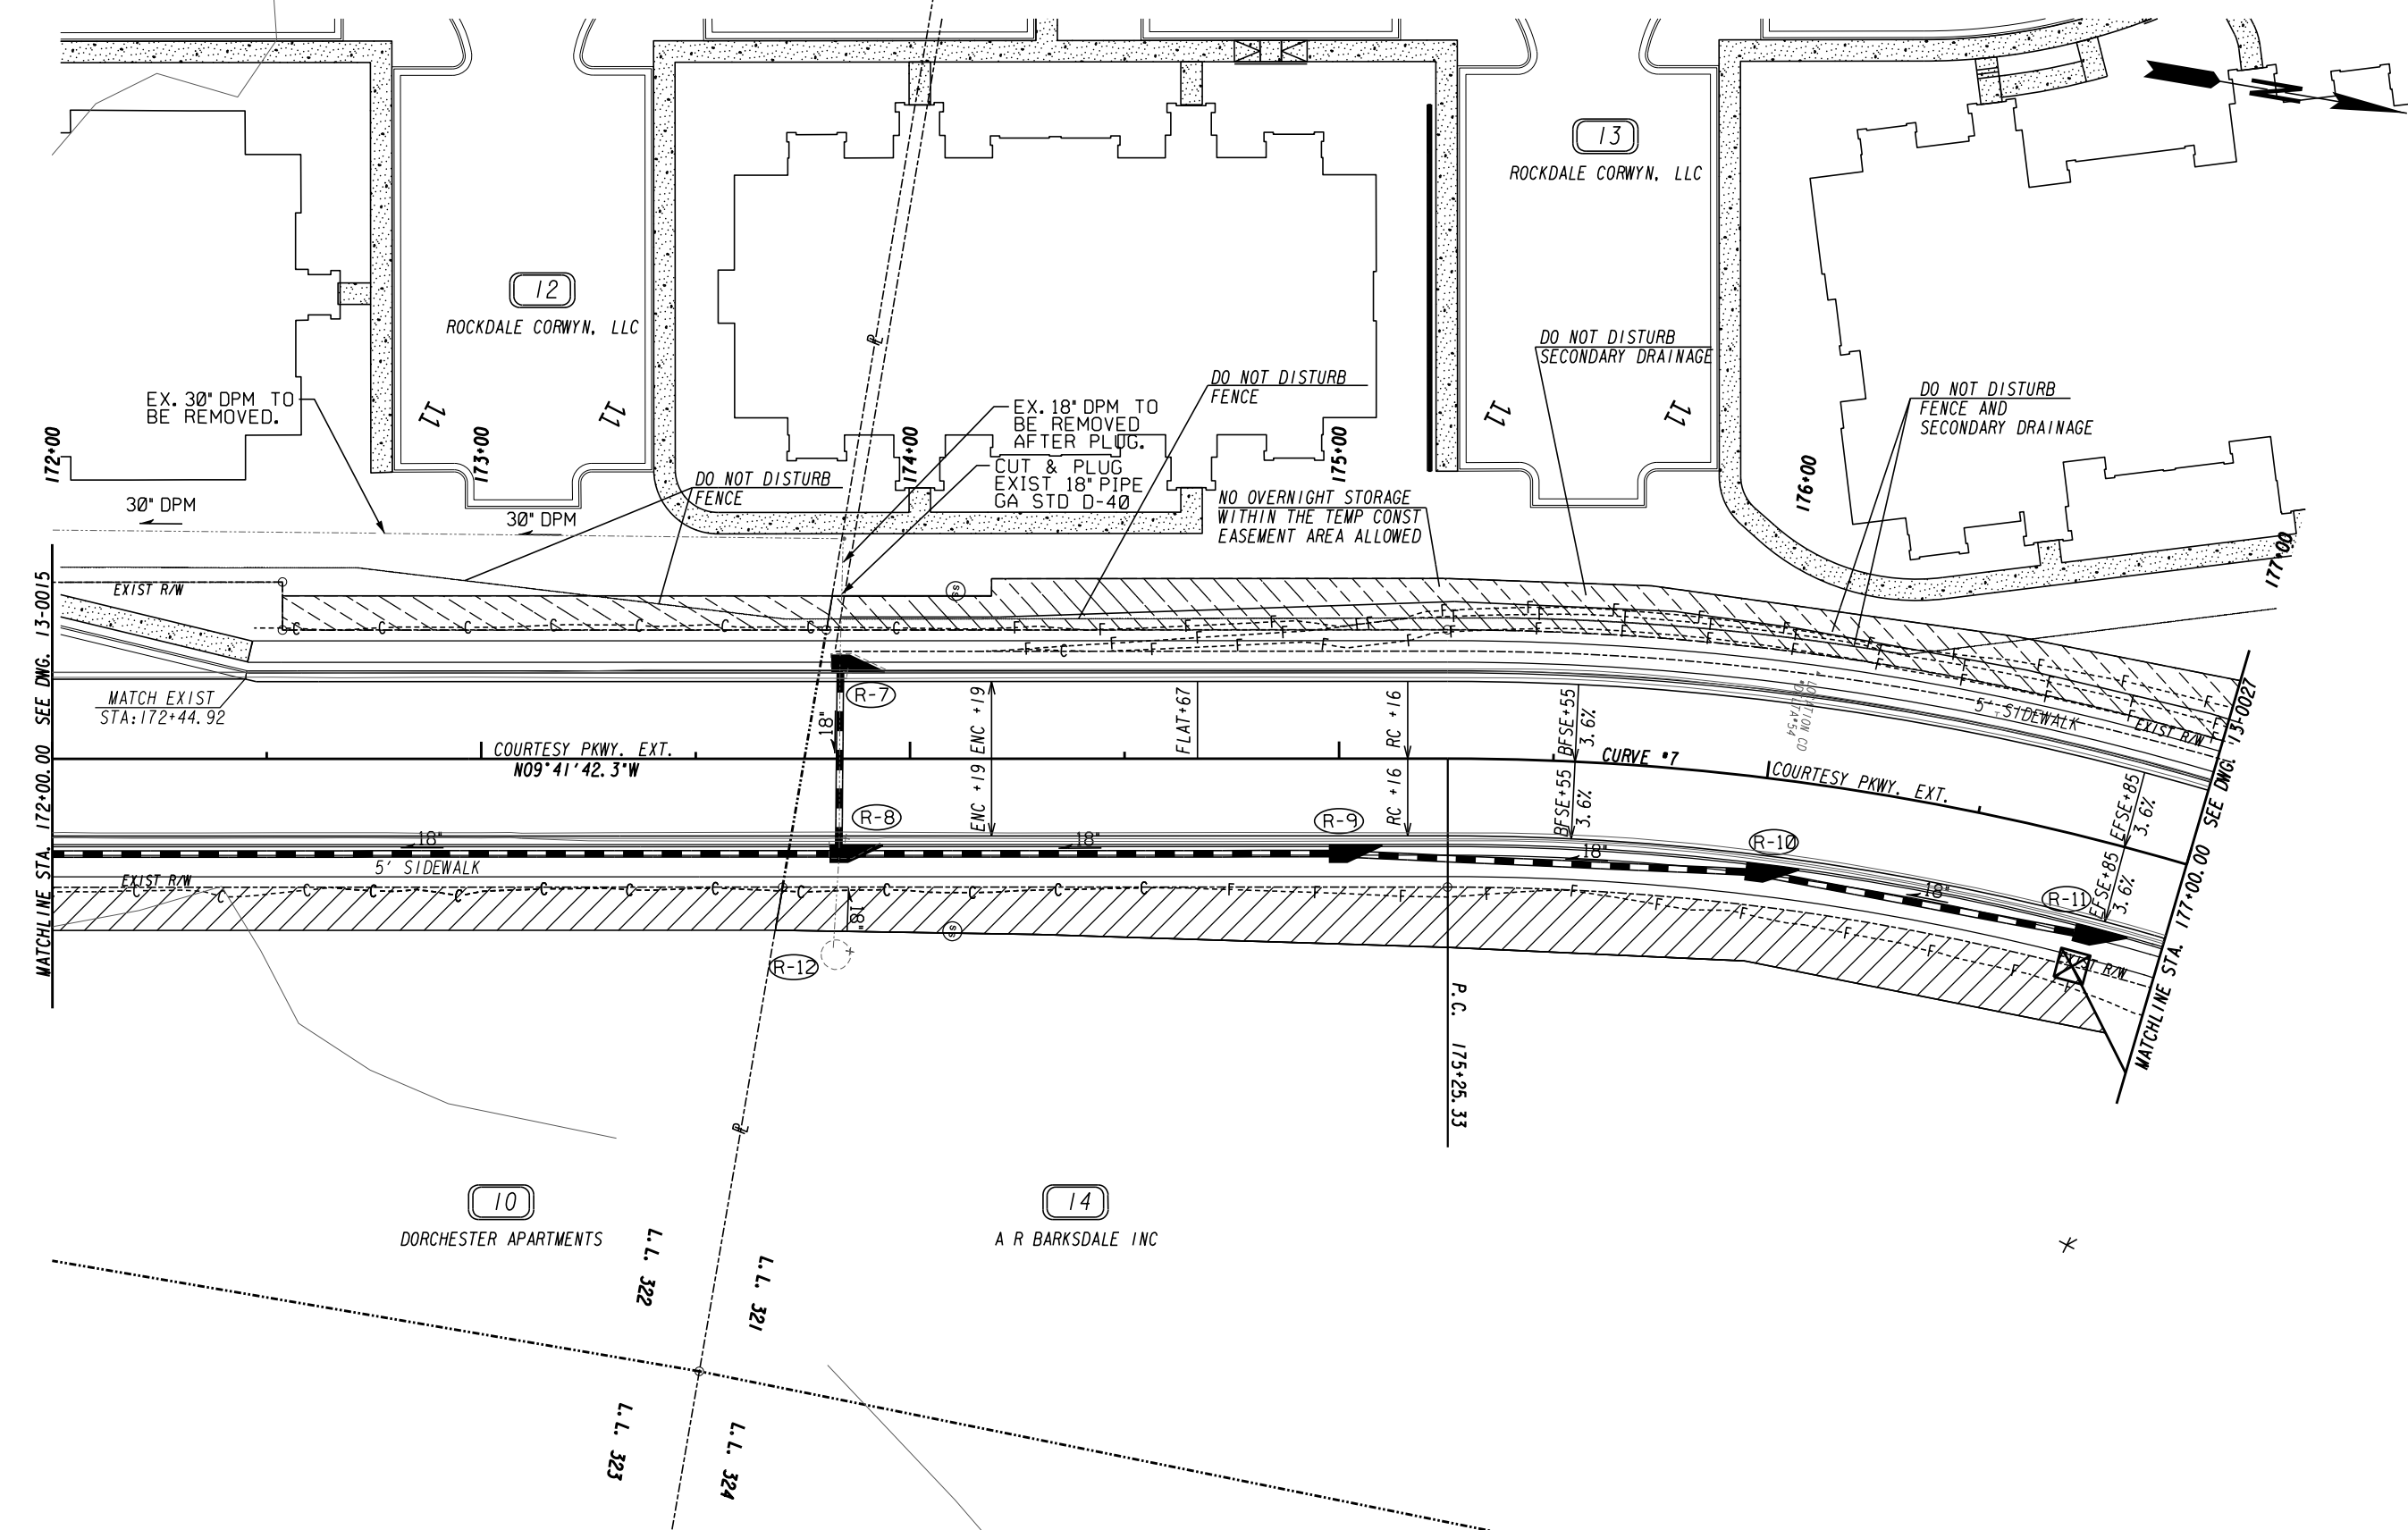 13
ROCKDALE CORWYN, LLC
12
ROCKDALE CORWYN, LLC
DO NOT DISTURB
SECONDARY DRAINAGE
DO NOT DISTURB
FENCE
DO NOT DISTURB
FENCE AND
SECONDARY DRAINAGE
EX. 30" DPM TO
BE REMOVED.
EX. 18" DPM TO
BE REMOVED
AFTER PLUG.
11
11
11
11
172+00
173+00
174+00
175+00
176+00
177+00
CUT & PLUG
EXIST 18" PIPE
GA STD D-40
DO NOT DISTURB
FENCE
NO OVERNIGHT STORAGE
WITHIN THE TEMP CONST
EASEMENT AREA ALLOWED
30" DPM
30" DPM
EXIST R/W
SS
MATCH EXIST
STA:172+44.92
R-7
18"
ENC +19
ENC +19
FLAT+67
RC +16
RC +16
BFSE+55
3.6%
BFSE+55
3.6%
5' SIDEWALK
EXIST R/W
COURTESY PKWY. EXT.
N09°41'42.3"W
CURVE #7
COURTESY PKWY. EXT.
EFSE+85
3.6%
EFSE+85
3.6%
R-8
R-9
R-10
R-11
18"
18"
18"
18"
5' SIDEWALK
EXIST R/W
18"
SS
R-12
EXIST R/W
MATCHLINE STA. 172+00.00 SEE DWG. 13-0015
MATCHLINE STA. 177+00.00 SEE DWG. 13-0027
P.C. 175+25.33
10
DORCHESTER APARTMENTS
14
A R BARKSDALE INC
L.L. 322
L.L. 321
L.L. 323
L.L. 324